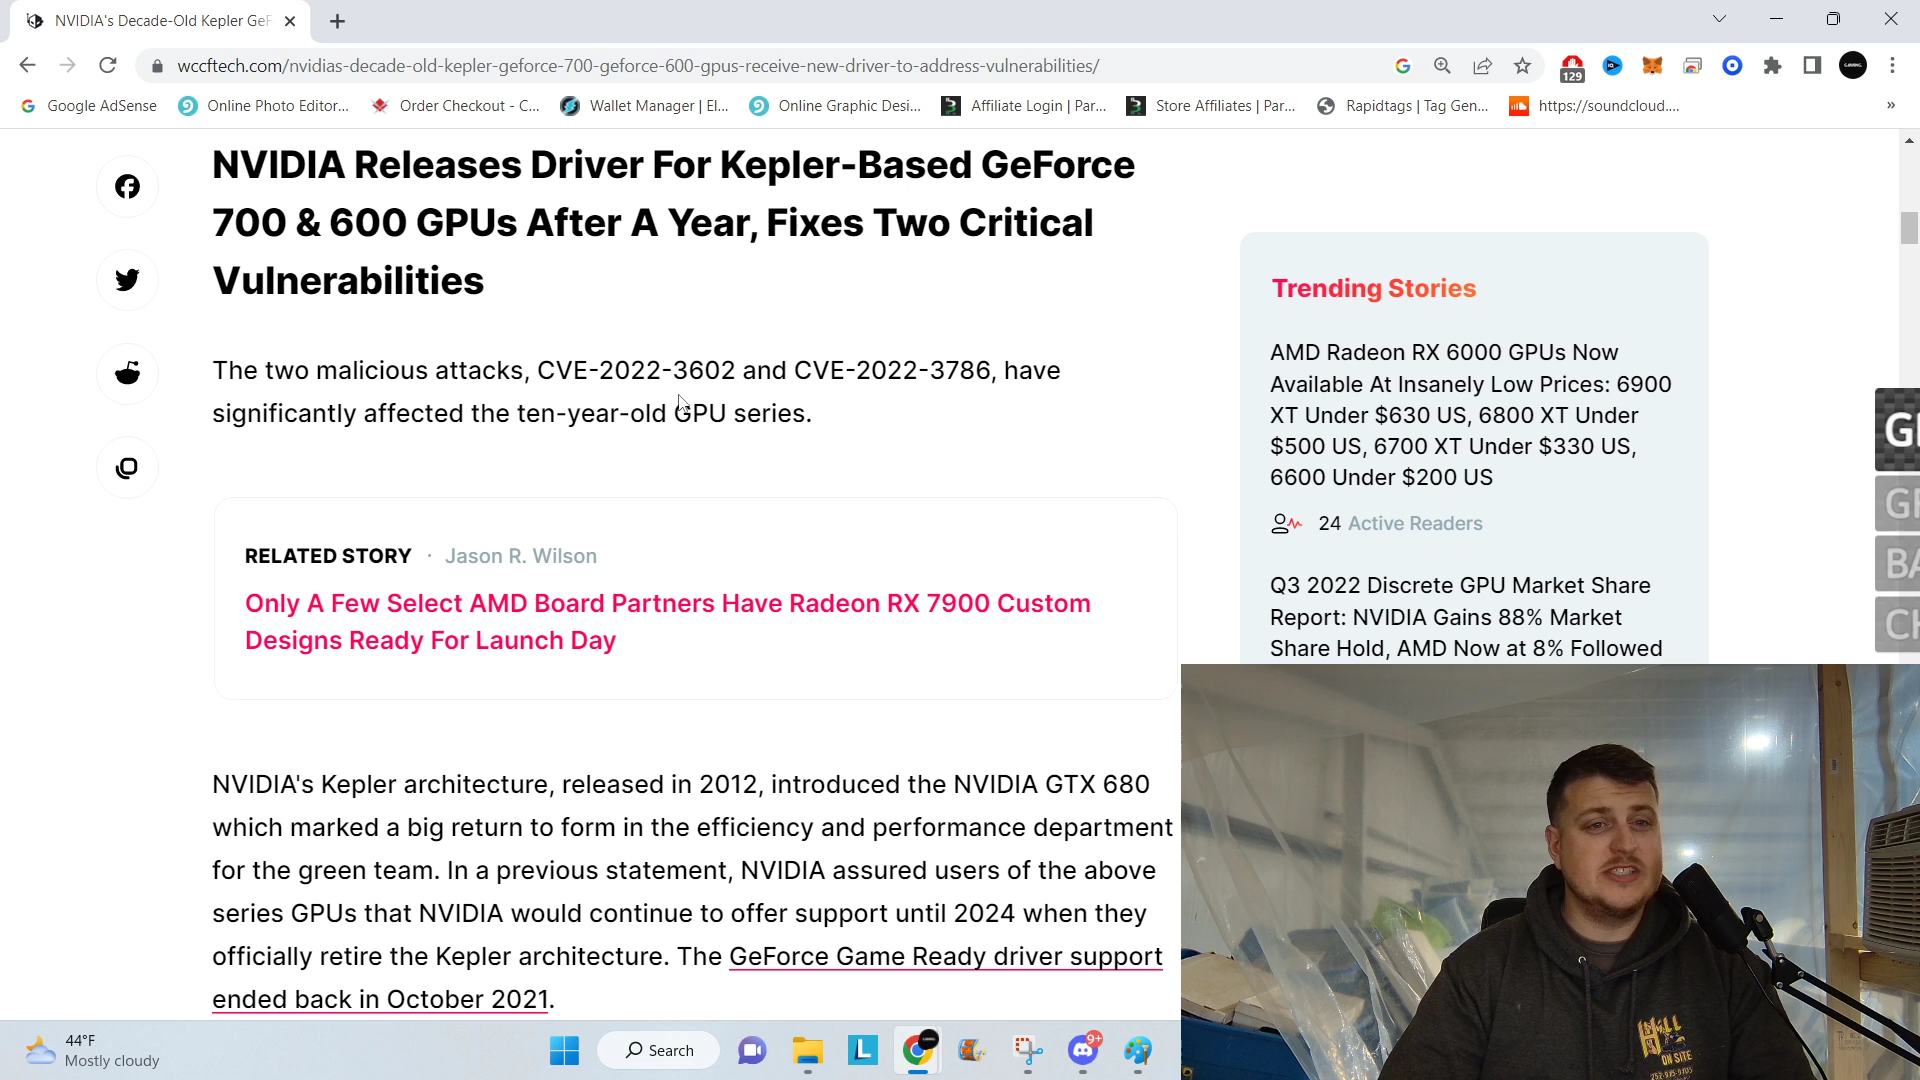 NVIDIA's Decade-Old Kepler GeF
wccftech.com/nvidias-decade-old-kepler-geforce-700-geforce-600-gpus-receive-new-driver-to-address-vulnerabilities/
129
Google AdSense
Online Photo Editor...
Order Checkout - C...
Wallet Manager | El...
Online Graphic Desi...
Affiliate Login | Par...
Store Affiliates | Par...
Rapidtags | Tag Gen...
https://soundcloud....
»
NVIDIA Releases Driver For Kepler-Based GeForce
700 & 600 GPUs After A Year, Fixes Two Critical
Vulnerabilities
The two malicious attacks, CVE-2022-3602 and CVE-2022-3786, have
significantly affected the ten-year-old GPU series.
RELATED STORY · Jason R. Wilson
Only A Few Select AMD Board Partners Have Radeon RX 7900 Custom
Designs Ready For Launch Day
NVIDIA's Kepler architecture, released in 2012, introduced the NVIDIA GTX 680
which marked a big return to form in the efficiency and performance department
for the green team. In a previous statement, NVIDIA assured users of the above
series GPUs that NVIDIA would continue to offer support until 2024 when they
officially retire the Kepler architecture. The GeForce Game Ready driver support
ended back in October 2021.
Trending Stories
AMD Radeon RX 6000 GPUs Now
Available At Insanely Low Prices: 6900
XT Under $630 US, 6800 XT Under
$500 US, 6700 XT Under $330 US,
6600 Under $200 US
24 Active Readers
Q3 2022 Discrete GPU Market Share
Report: NVIDIA Gains 88% Market
Share Hold, AMD Now at 8% Followed
ON SITE
44°F
Mostly cloudy
Search
L
9+